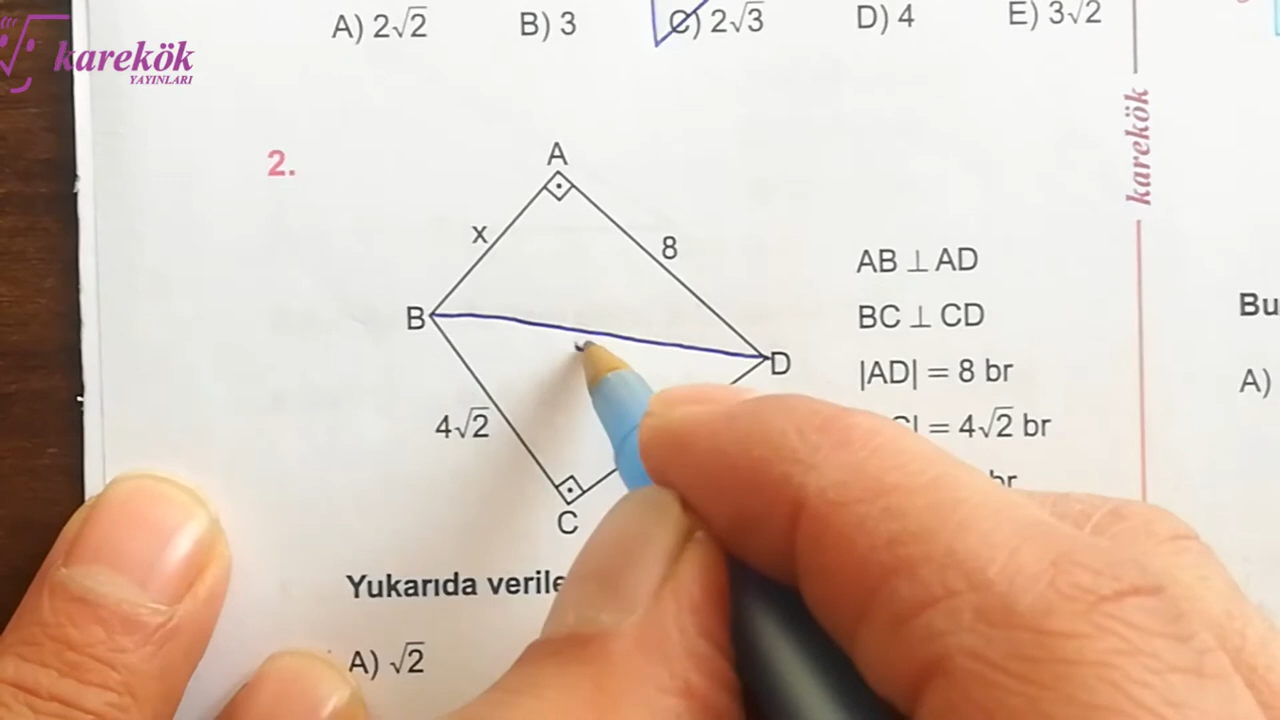 A) 2√2 B) 3 C) 2√3 D) 4 E) 3√2
karekök
YAYINLARI
karekök
2.
A
x
8
B
D
4√2
C
AB ⊥ AD
BC ⊥ CD
|AD| = 8 br
| = 4√2 br
br
Yukarıda
A) √2
Bu
A)